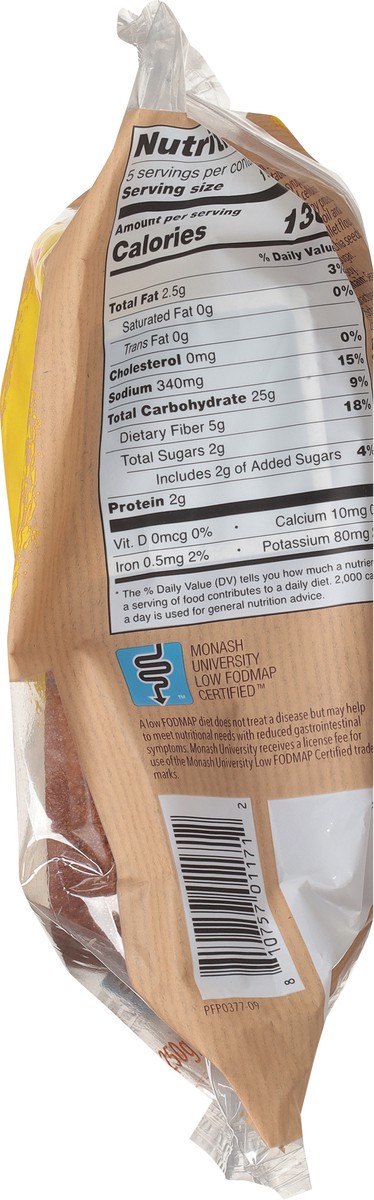 5 servings per
Serving size
Amount per serving
Calories
% Daily Value
Total Fat 2.5g 3%
Saturated Fat 0g 0%
Trans Fat 0g
Cholesterol 0mg 0%
Sodium 340mg 15%
Total Carbohydrate 25g 9%
Dietary Fiber 5g 18%
Total Sugars 2g
Includes 2g of Added Sugars 4%
Protein 2g
Vit. D 0mcg 0% • Calcium 10mg
Iron 0.5mg 2% • Potassium 80mg
* The % Daily Value (DV) tells you how much a
a serving of food contributes to a daily diet. 2,000
a day is used for general nutrition advice.
MONASH
UNIVERSITY
LOW FODMAP
CERTIFIED™
A low FODMAP diet does not treat a disease but may help
to meet nutritional needs with reduced gastrointestinal
symptoms. Monash University receives a license fee for
use of the Monash University Low FODMAP Certified trade
marks.
8 10757 01171 2
PFP0377-09
250g